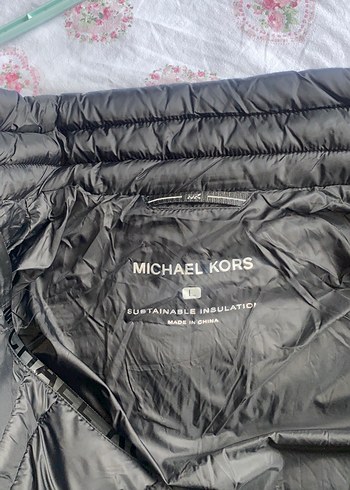 MICHAEL KORS
L
SUSTAINABLE INSULATION
MADE IN CHINA